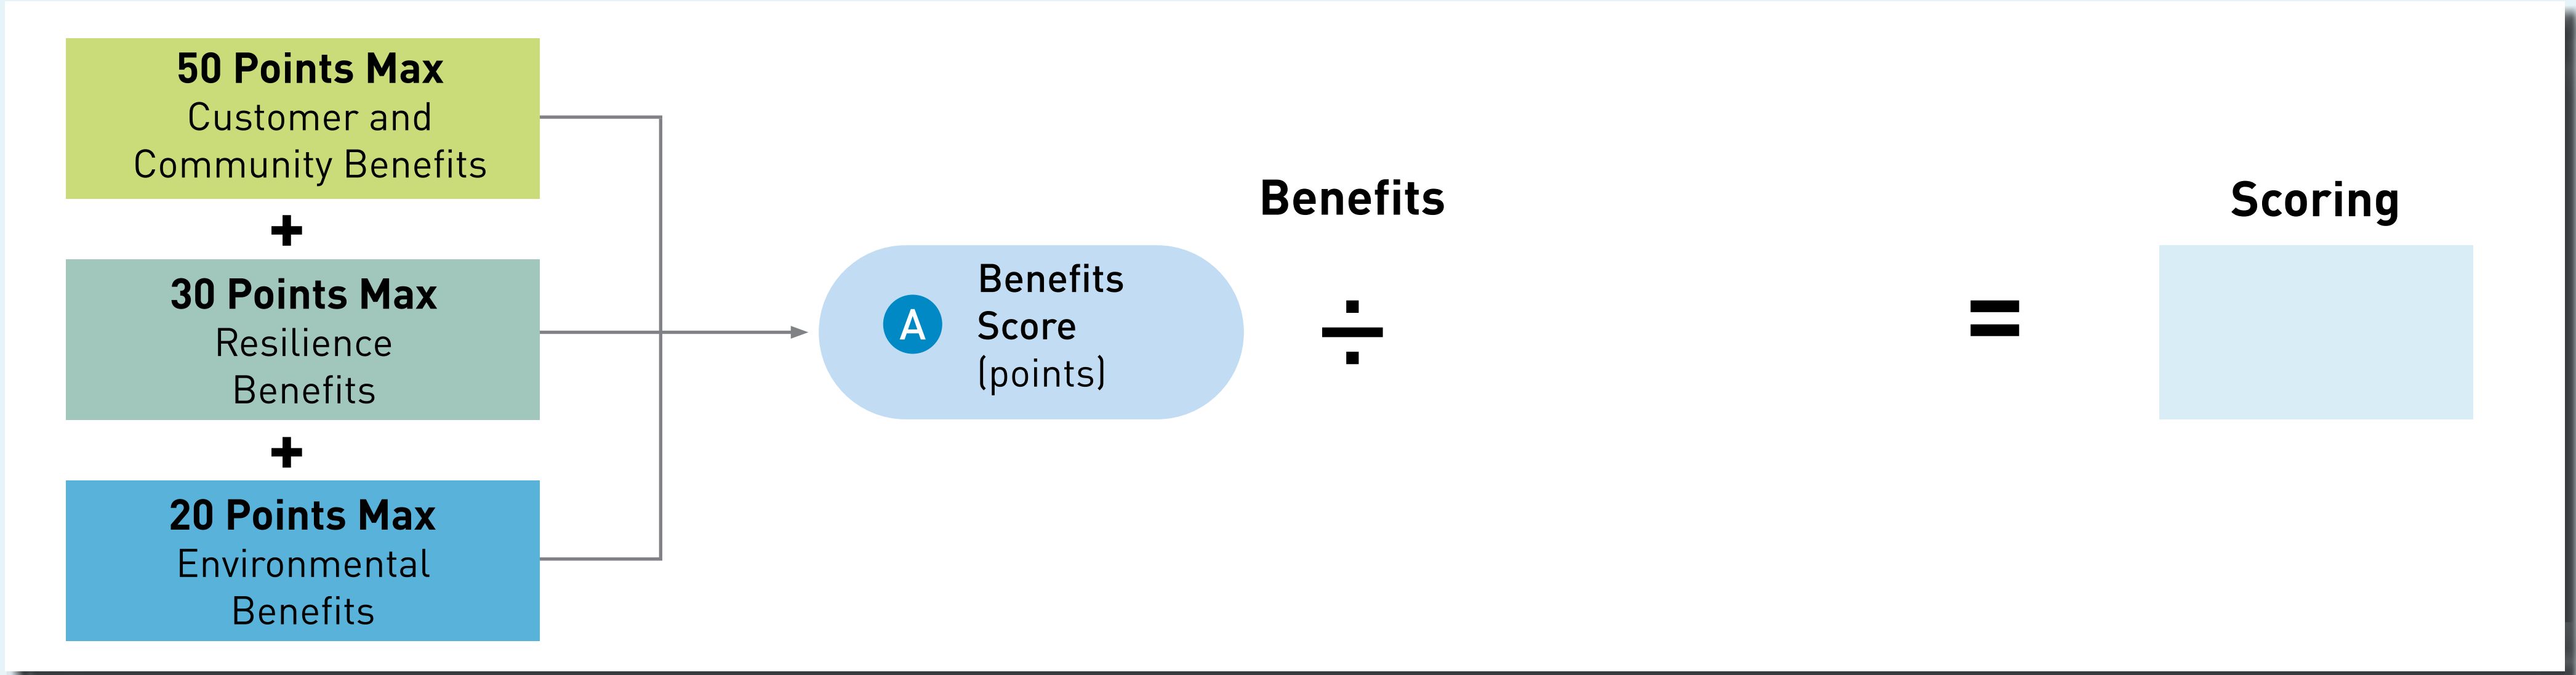 50 Points Max
Customer and
Community Benefits
+
30 Points Max
Resilience
Benefits
+
20 Points Max
Environmental
Benefits
A
Benefits
Score
(points)
Benefits
÷
=
Scoring